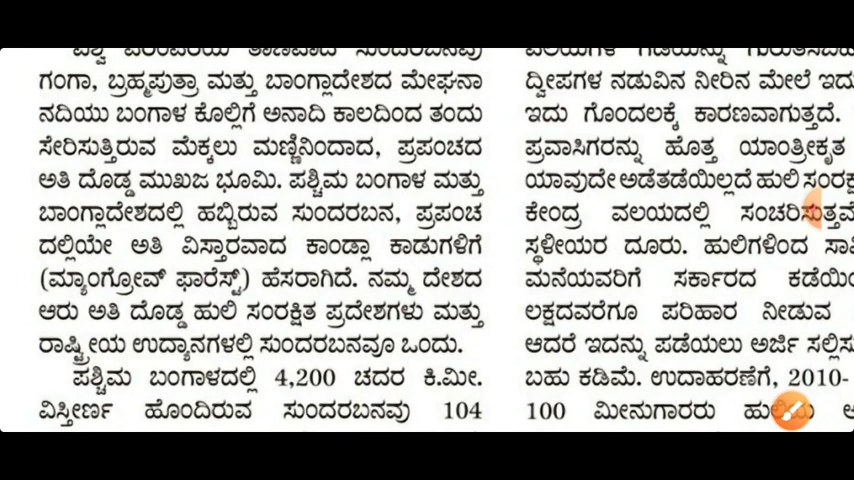 ಗಂಗಾ, ಬ್ರಹ್ಮಪುತ್ರಾ ಮತ್ತು ಬಾಂಗ್ಲಾದೇಶದ ಮೇಘನಾ
ನದಿಯು ಬಂಗಾಳ ಕೊಲ್ಲಿಗೆ ಅನಾದಿ ಕಾಲದಿಂದ ತಂದು
ಸೇರಿಸುತ್ತಿರುವ ಮೆಕ್ಕಲು ಮಣ್ಣಿನಿಂದಾದ, ಪ್ರಪಂಚದ
ಅತಿ ದೊಡ್ಡ ಮುಖಜ ಭೂಮಿ. ಪಶ್ಚಿಮ ಬಂಗಾಳ ಮತ್ತು
ಬಾಂಗ್ಲಾದೇಶದಲ್ಲಿ ಹಬ್ಬಿರುವ ಸುಂದರಬನ, ಪ್ರಪಂಚ
ದಲ್ಲಿಯೇ ಅತಿ ವಿಸ್ತಾರವಾದ ಕಾಂಡ್ಲಾ ಕಾಡುಗಳಿಗೆ
(ಮ್ಯಾಂಗ್ರೋವ್ ಫಾರೆಸ್ಟ್) ಹೆಸರಾಗಿದೆ. ನಮ್ಮ ದೇಶದ
ಆರು ಅತಿ ದೊಡ್ಡ ಹುಲಿ ಸಂರಕ್ಷಿತ ಪ್ರದೇಶಗಳು ಮತ್ತು
ರಾಷ್ಟ್ರೀಯ ಉದ್ಯಾನಗಳಲ್ಲಿ ಸುಂದರಬನವೂ ಒಂದು.
ಪಶ್ಚಿಮ ಬಂಗಾಳದಲ್ಲಿ 4,200 ಚದರ ಕಿ.ಮೀ.
ವಿಸ್ತೀರ್ಣ ಹೊಂದಿರುವ ಸುಂದರಬನವು 104
ದ್ವೀಪಗಳ ನಡುವಿನ ನೀರಿನ ಮೇಲೆ
ಇದು ಗೊಂದಲಕ್ಕೆ ಕಾರಣವಾಗುತ್ತದೆ.
ಪ್ರವಾಸಿಗರನ್ನು ಹೊತ್ತ ಯಾಂತ್ರೀಕೃತ
ಯಾವುದೇ ಅಡೆತಡೆಯಿಲ್ಲದೆ ಹುಲಿ
ಕೇಂದ್ರ ವಲಯದಲ್ಲಿ
ಸ್ಥಳೀಯರ ದೂರು. ಹುಲಿಗಳಿಂದ
ಮನೆಯವರಿಗೆ ಸರ್ಕಾರದ
ಲಕ್ಷದವರೆಗೂ ಪರಿಹಾರ ನೀಡುವ
ಆದರೆ ಇದನ್ನು ಪಡೆಯಲು ಅರ್ಜಿ
ಬಹು ಕಡಿಮೆ. ಉದಾಹರಣೆಗೆ, 2010-
100 ಮೀನುಗಾರರು